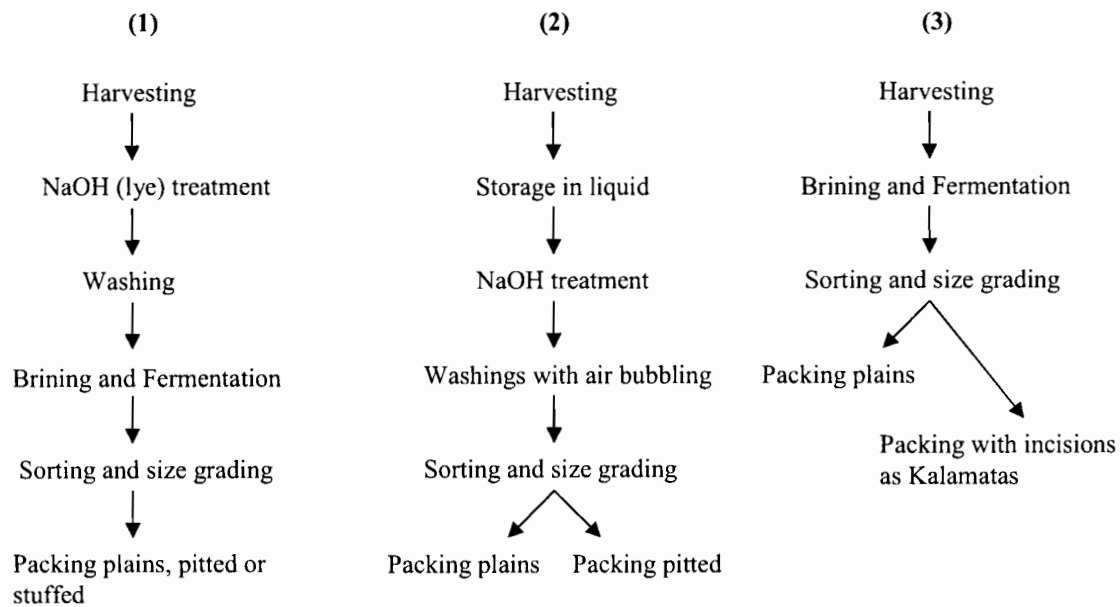 (1)
Harvesting
NaOH (lye) treatment
Washing
Brining and Fermentation
Sorting and size grading
Packing plains, pitted or
stuffed
(2)
Harvesting
Storage in liquid
NaOH treatment
Washings with air bubbling
Sorting and size grading
Packing plains
Packing pitted
(3)
Harvesting
Brining and Fermentation
Sorting and size grading
Packing plains
Packing with incisions
as Kalamatas